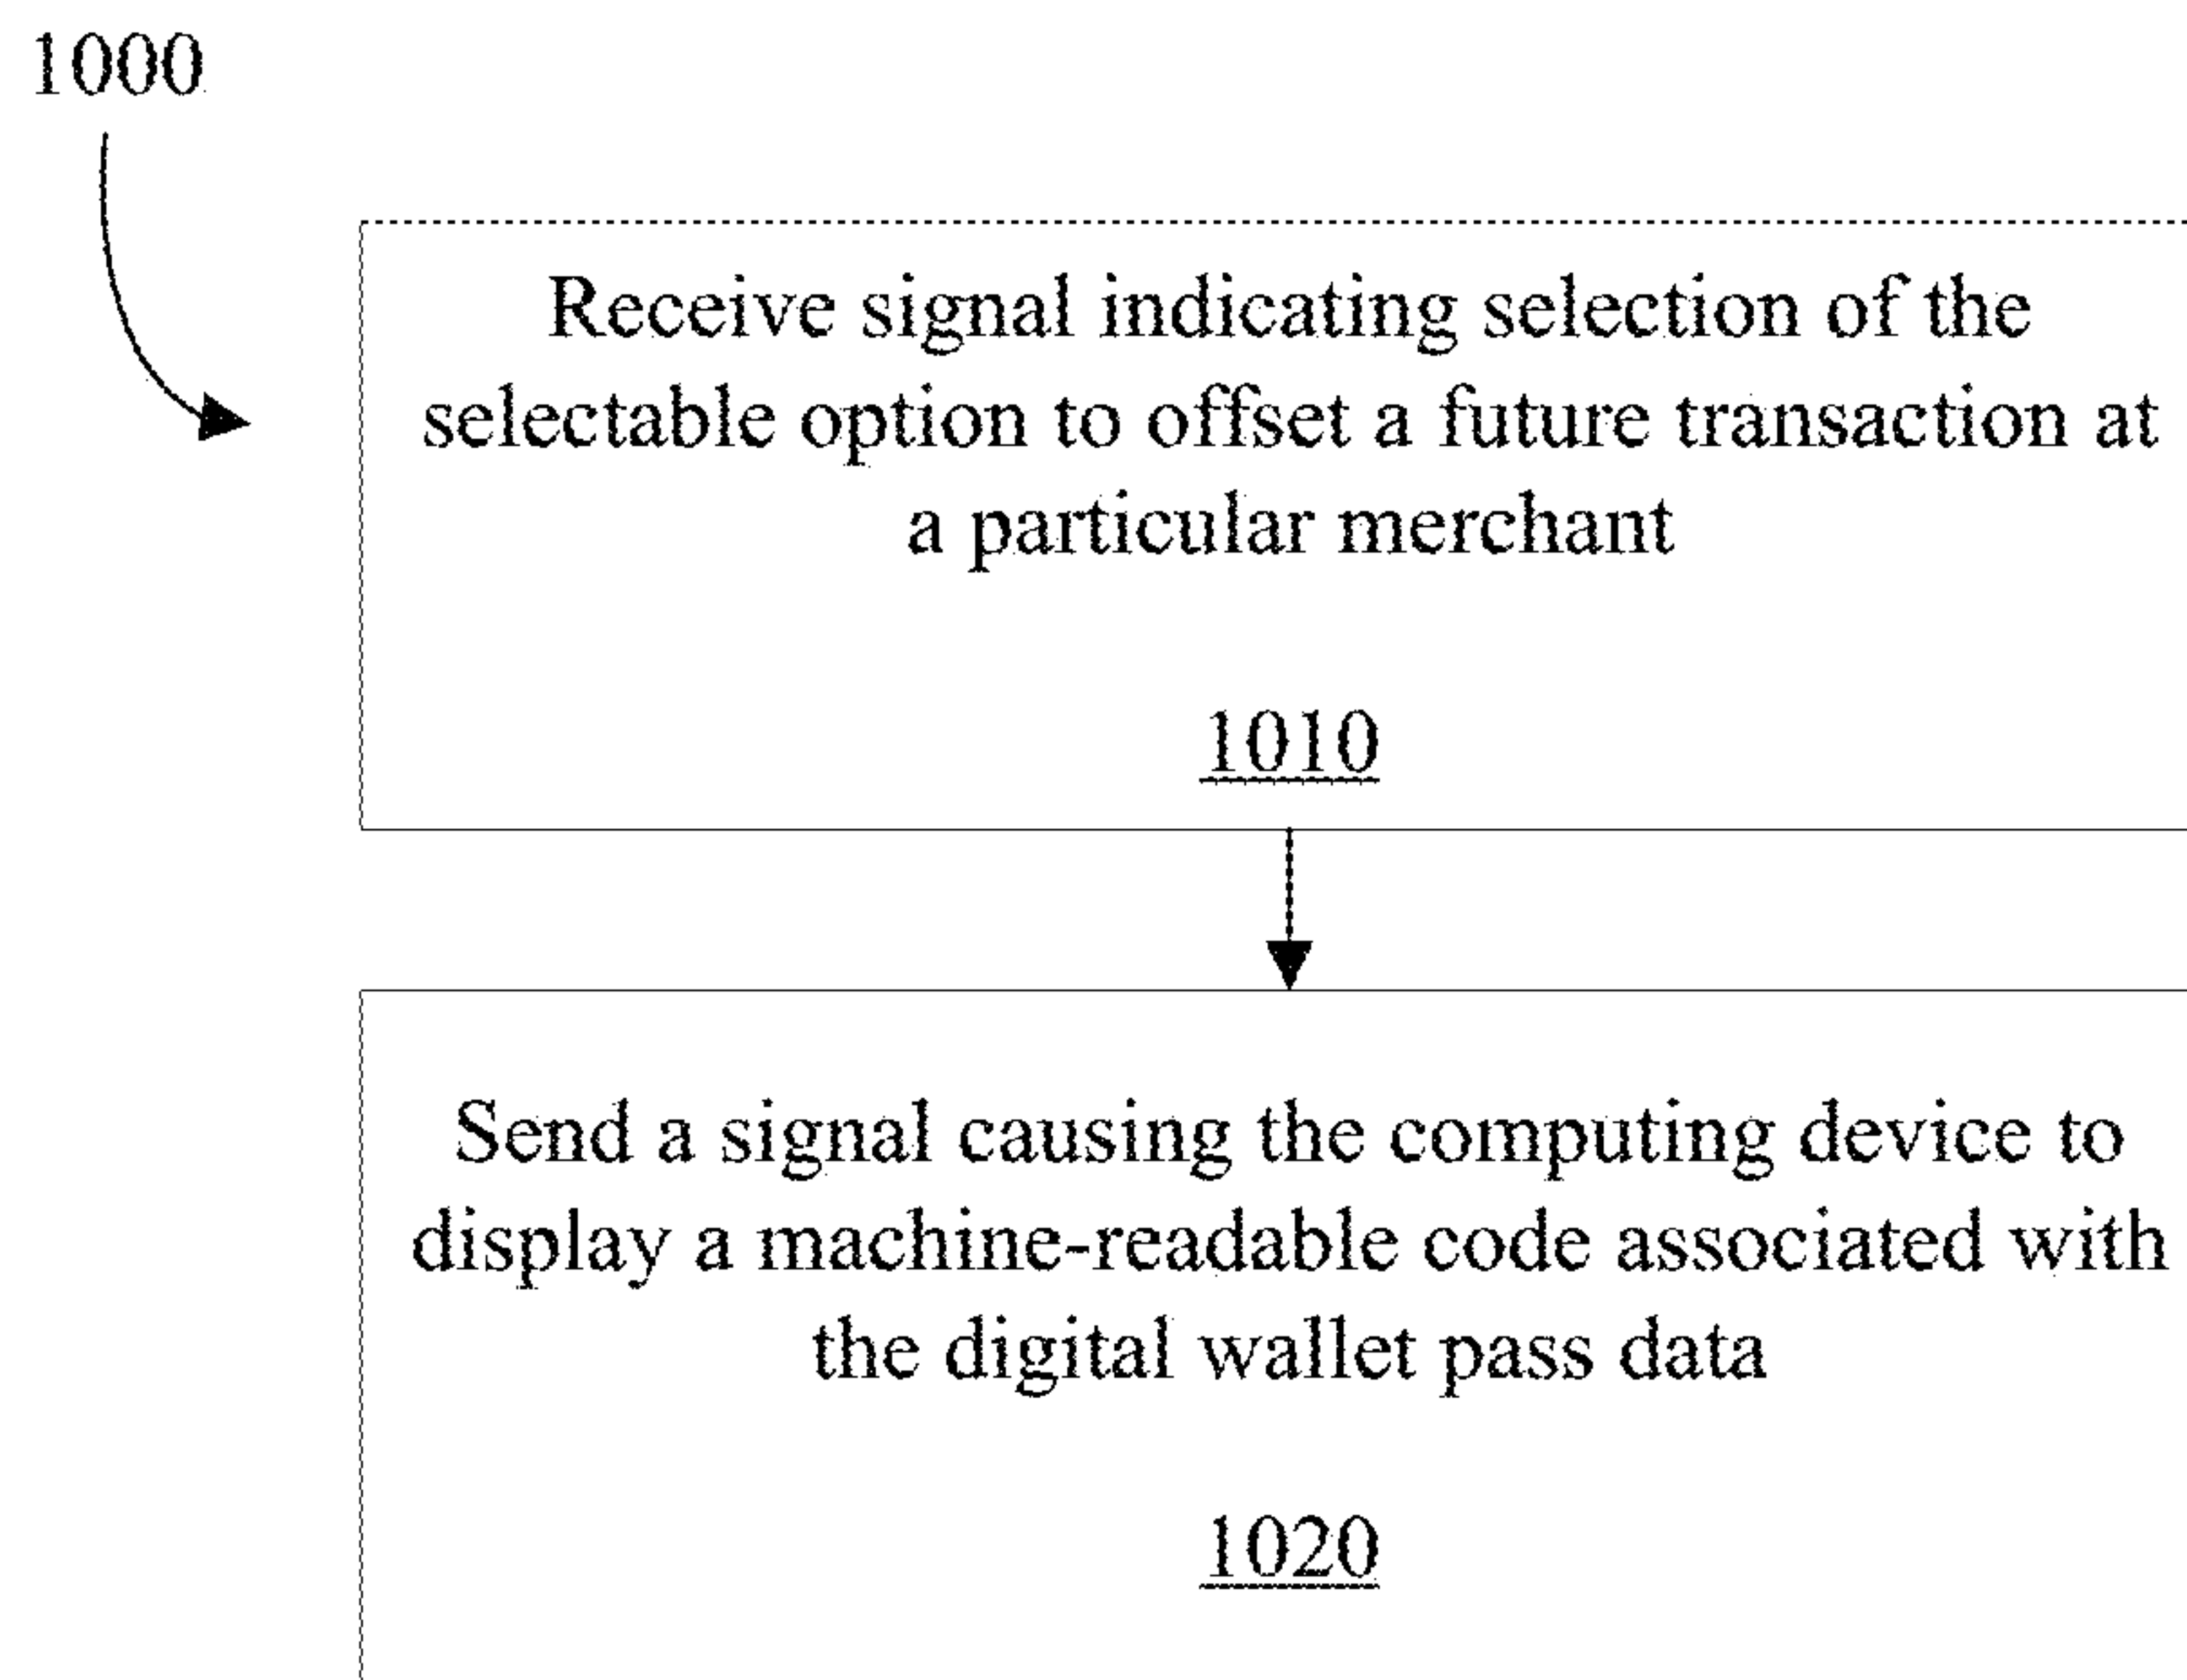 1000
Receive signal indicating selection of the
selectable option to offset a future transaction at
a particular merchant
1010
Send a signal causing the computing device to
display a machine-readable code associated with
the digital wallet pass data
1020